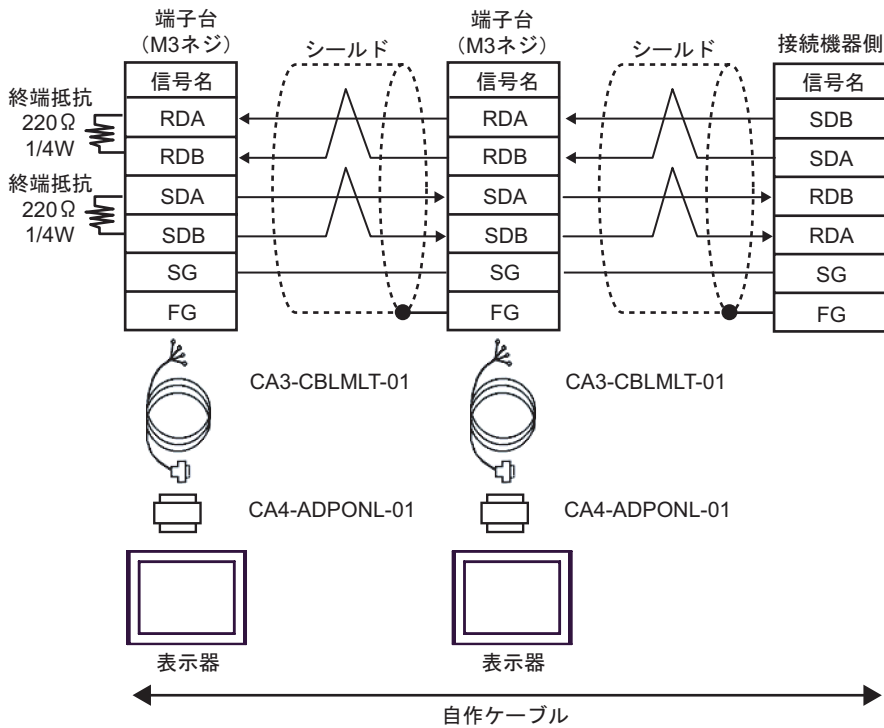 端子台
(M3ネジ)
シールド
端子台
(M3ネジ)
シールド
接続機器側
終端抵抗
220Ω
1/4W
終端抵抗
220Ω
1/4W
信号名
RDA
RDB
SDA
SDB
SG
FG
信号名
RDA
RDB
SDA
SDB
SG
FG
信号名
SDB
SDA
RDB
RDA
SG
FG
CA3-CBLMLT-01
CA3-CBLMLT-01
CA4-ADPONL-01
CA4-ADPONL-01
表示器
表示器
自作ケーブル